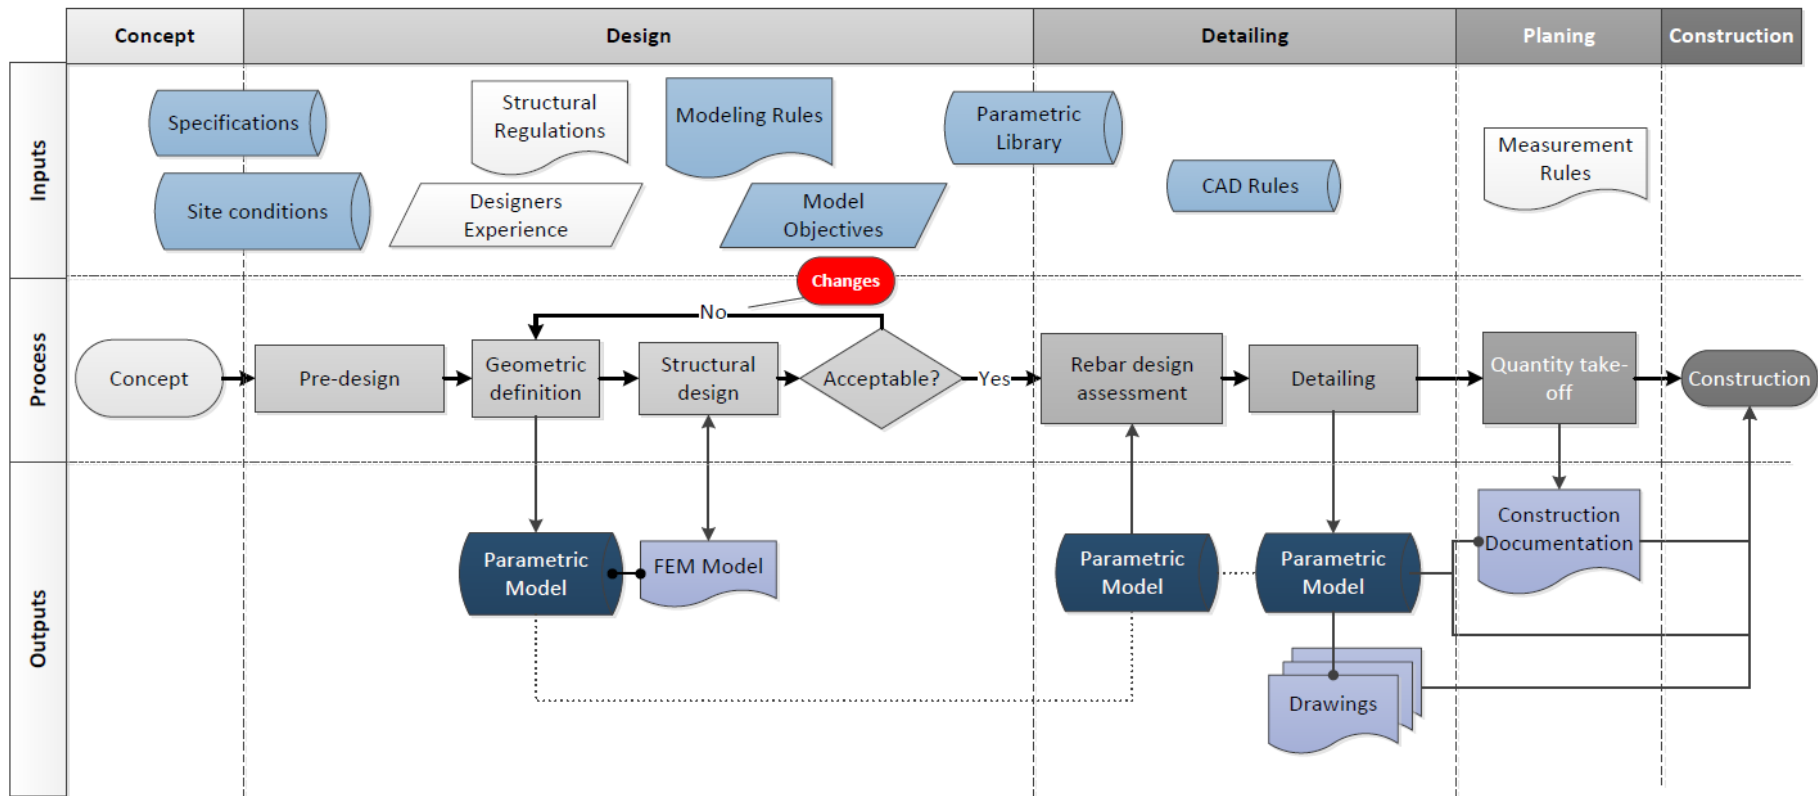 Concept
Design
Detailing
Planing
Construction
Inputs
Specifications
Site conditions
Structural
Regulations
Designers
Experience
Modeling Rules
Model
Objectives
Parametric
Library
CAD Rules
Measurement
Rules
Process
Changes
No
Concept
Pre-design
Geometric
definition
Structural
design
Acceptable?
Yes
Rebar design
assessment
Detailing
Quantity take-
off
Construction
Outputs
Parametric
Model
FEM Model
Parametric
Model
Parametric
Model
Construction
Documentation
Drawings